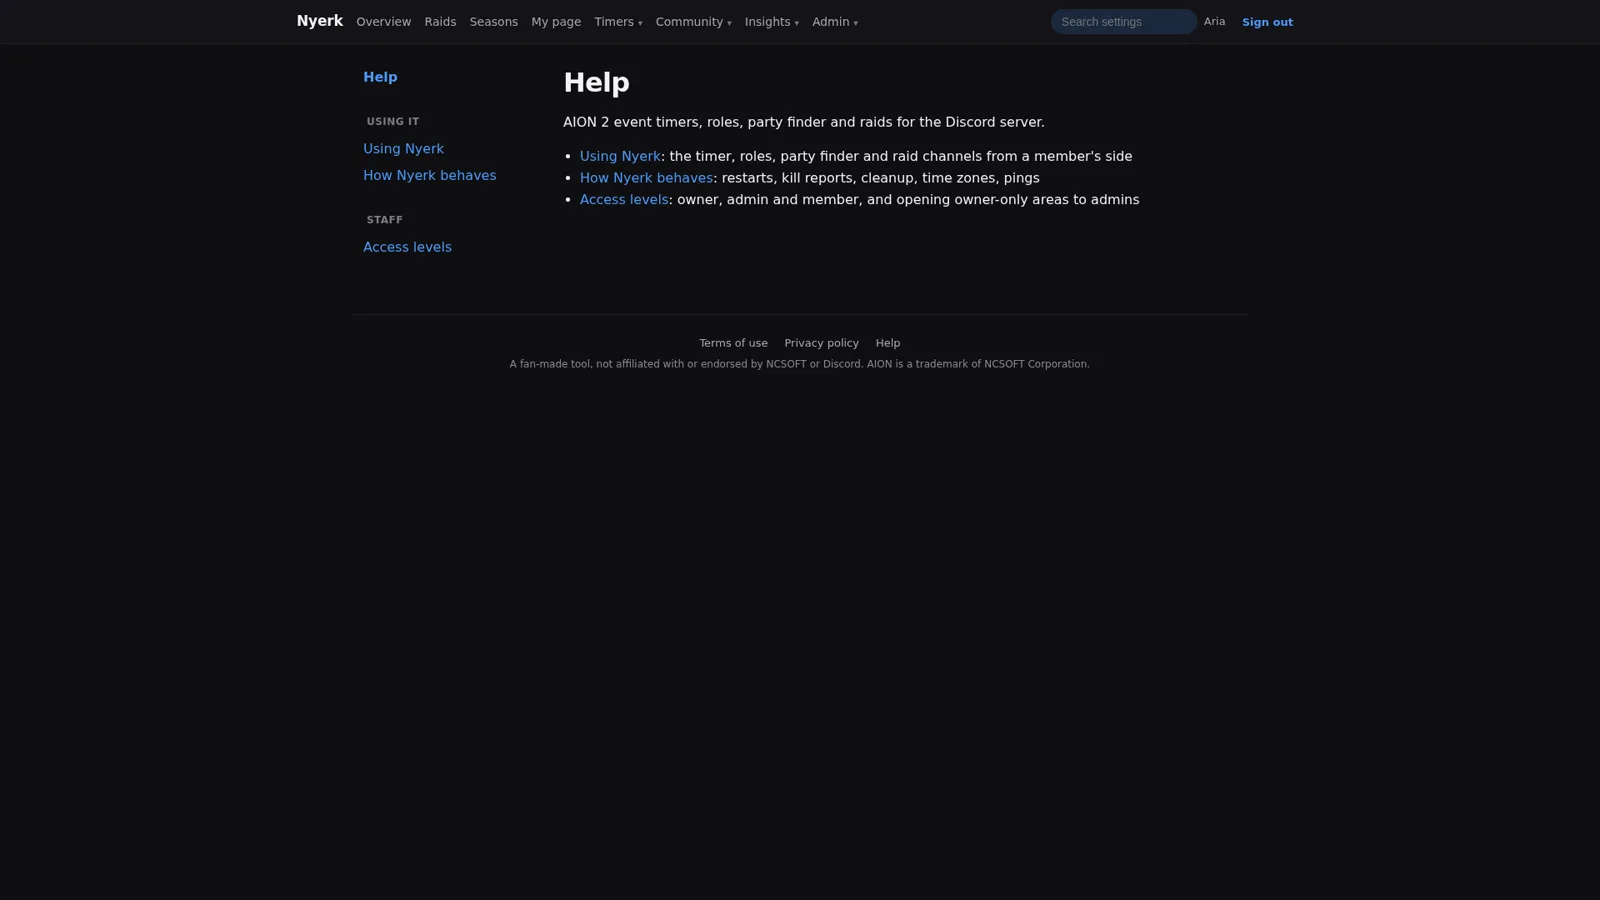 Nyerk Overview Raids Seasons My page Timers ▾ Community ▾ Insights ▾ Admin ▾ Search settings Aria Sign out
Help
USING IT
Using Nyerk
How Nyerk behaves
STAFF
Access levels
Help
AION 2 event timers, roles, party finder and raids for the Discord server.
• Using Nyerk: the timer, roles, party finder and raid channels from a member's side
• How Nyerk behaves: restarts, kill reports, cleanup, time zones, pings
• Access levels: owner, admin and member, and opening owner-only areas to admins
Terms of use Privacy policy Help
A fan-made tool, not affiliated with or endorsed by NCSOFT or Discord. AION is a trademark of NCSOFT Corporation.